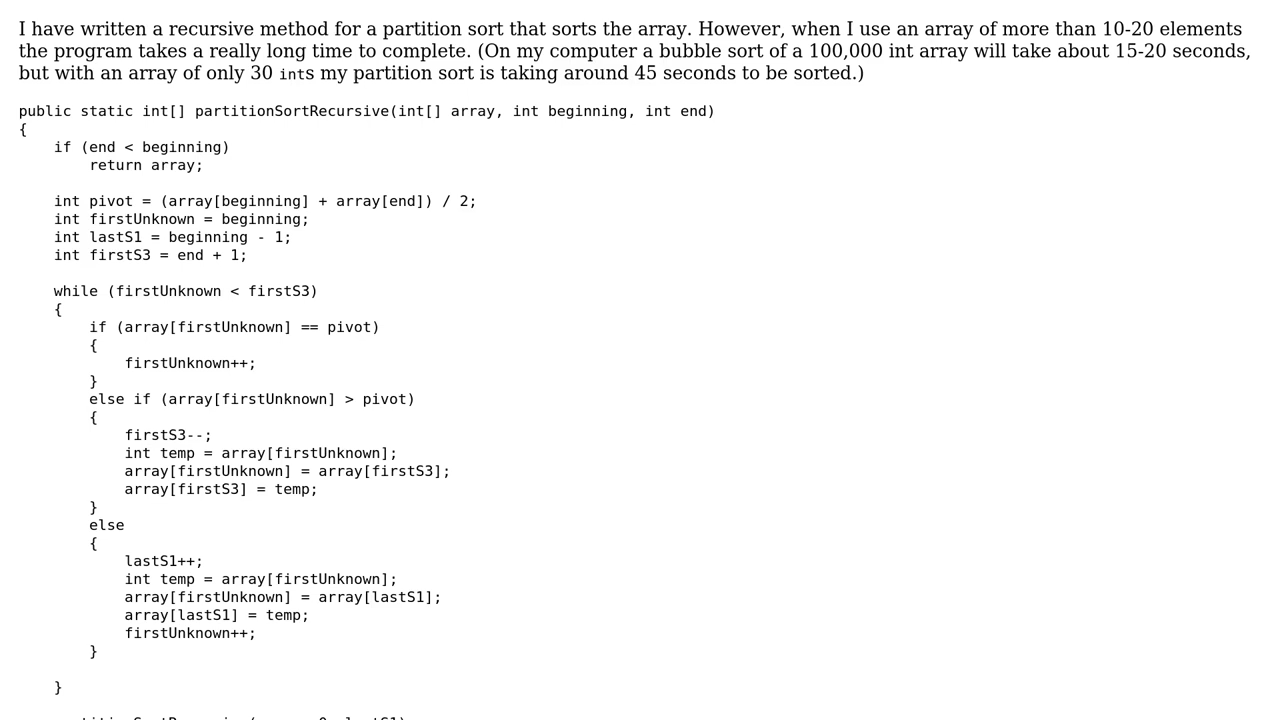 I have written a recursive method for a partition sort that sorts the array. However, when I use an array of more than 10-20 elements
the program takes a really long time to complete. (On my computer a bubble sort of a 100,000 int array will take about 15-20 seconds,
but with an array of only 30 ints my partition sort is taking around 45 seconds to be sorted.)
public static int[] partitionSortRecursive(int[] array, int beginning, int end)
{
    if (end < beginning)
        return array;
    int pivot = (array[beginning] + array[end]) / 2;
    int firstUnknown = beginning;
    int lastS1 = beginning - 1;
    int firstS3 = end + 1;
    while (firstUnknown < firstS3)
    {
        if (array[firstUnknown] == pivot)
        {
            firstUnknown++;
        }
        else if (array[firstUnknown] > pivot)
        {
            firstS3--;
            int temp = array[firstUnknown];
            array[firstUnknown] = array[firstS3];
            array[firstS3] = temp;
        }
        else
        {
            lastS1++;
            int temp = array[firstUnknown];
            array[firstUnknown] = array[lastS1];
            array[lastS1] = temp;
            firstUnknown++;
        }
    }